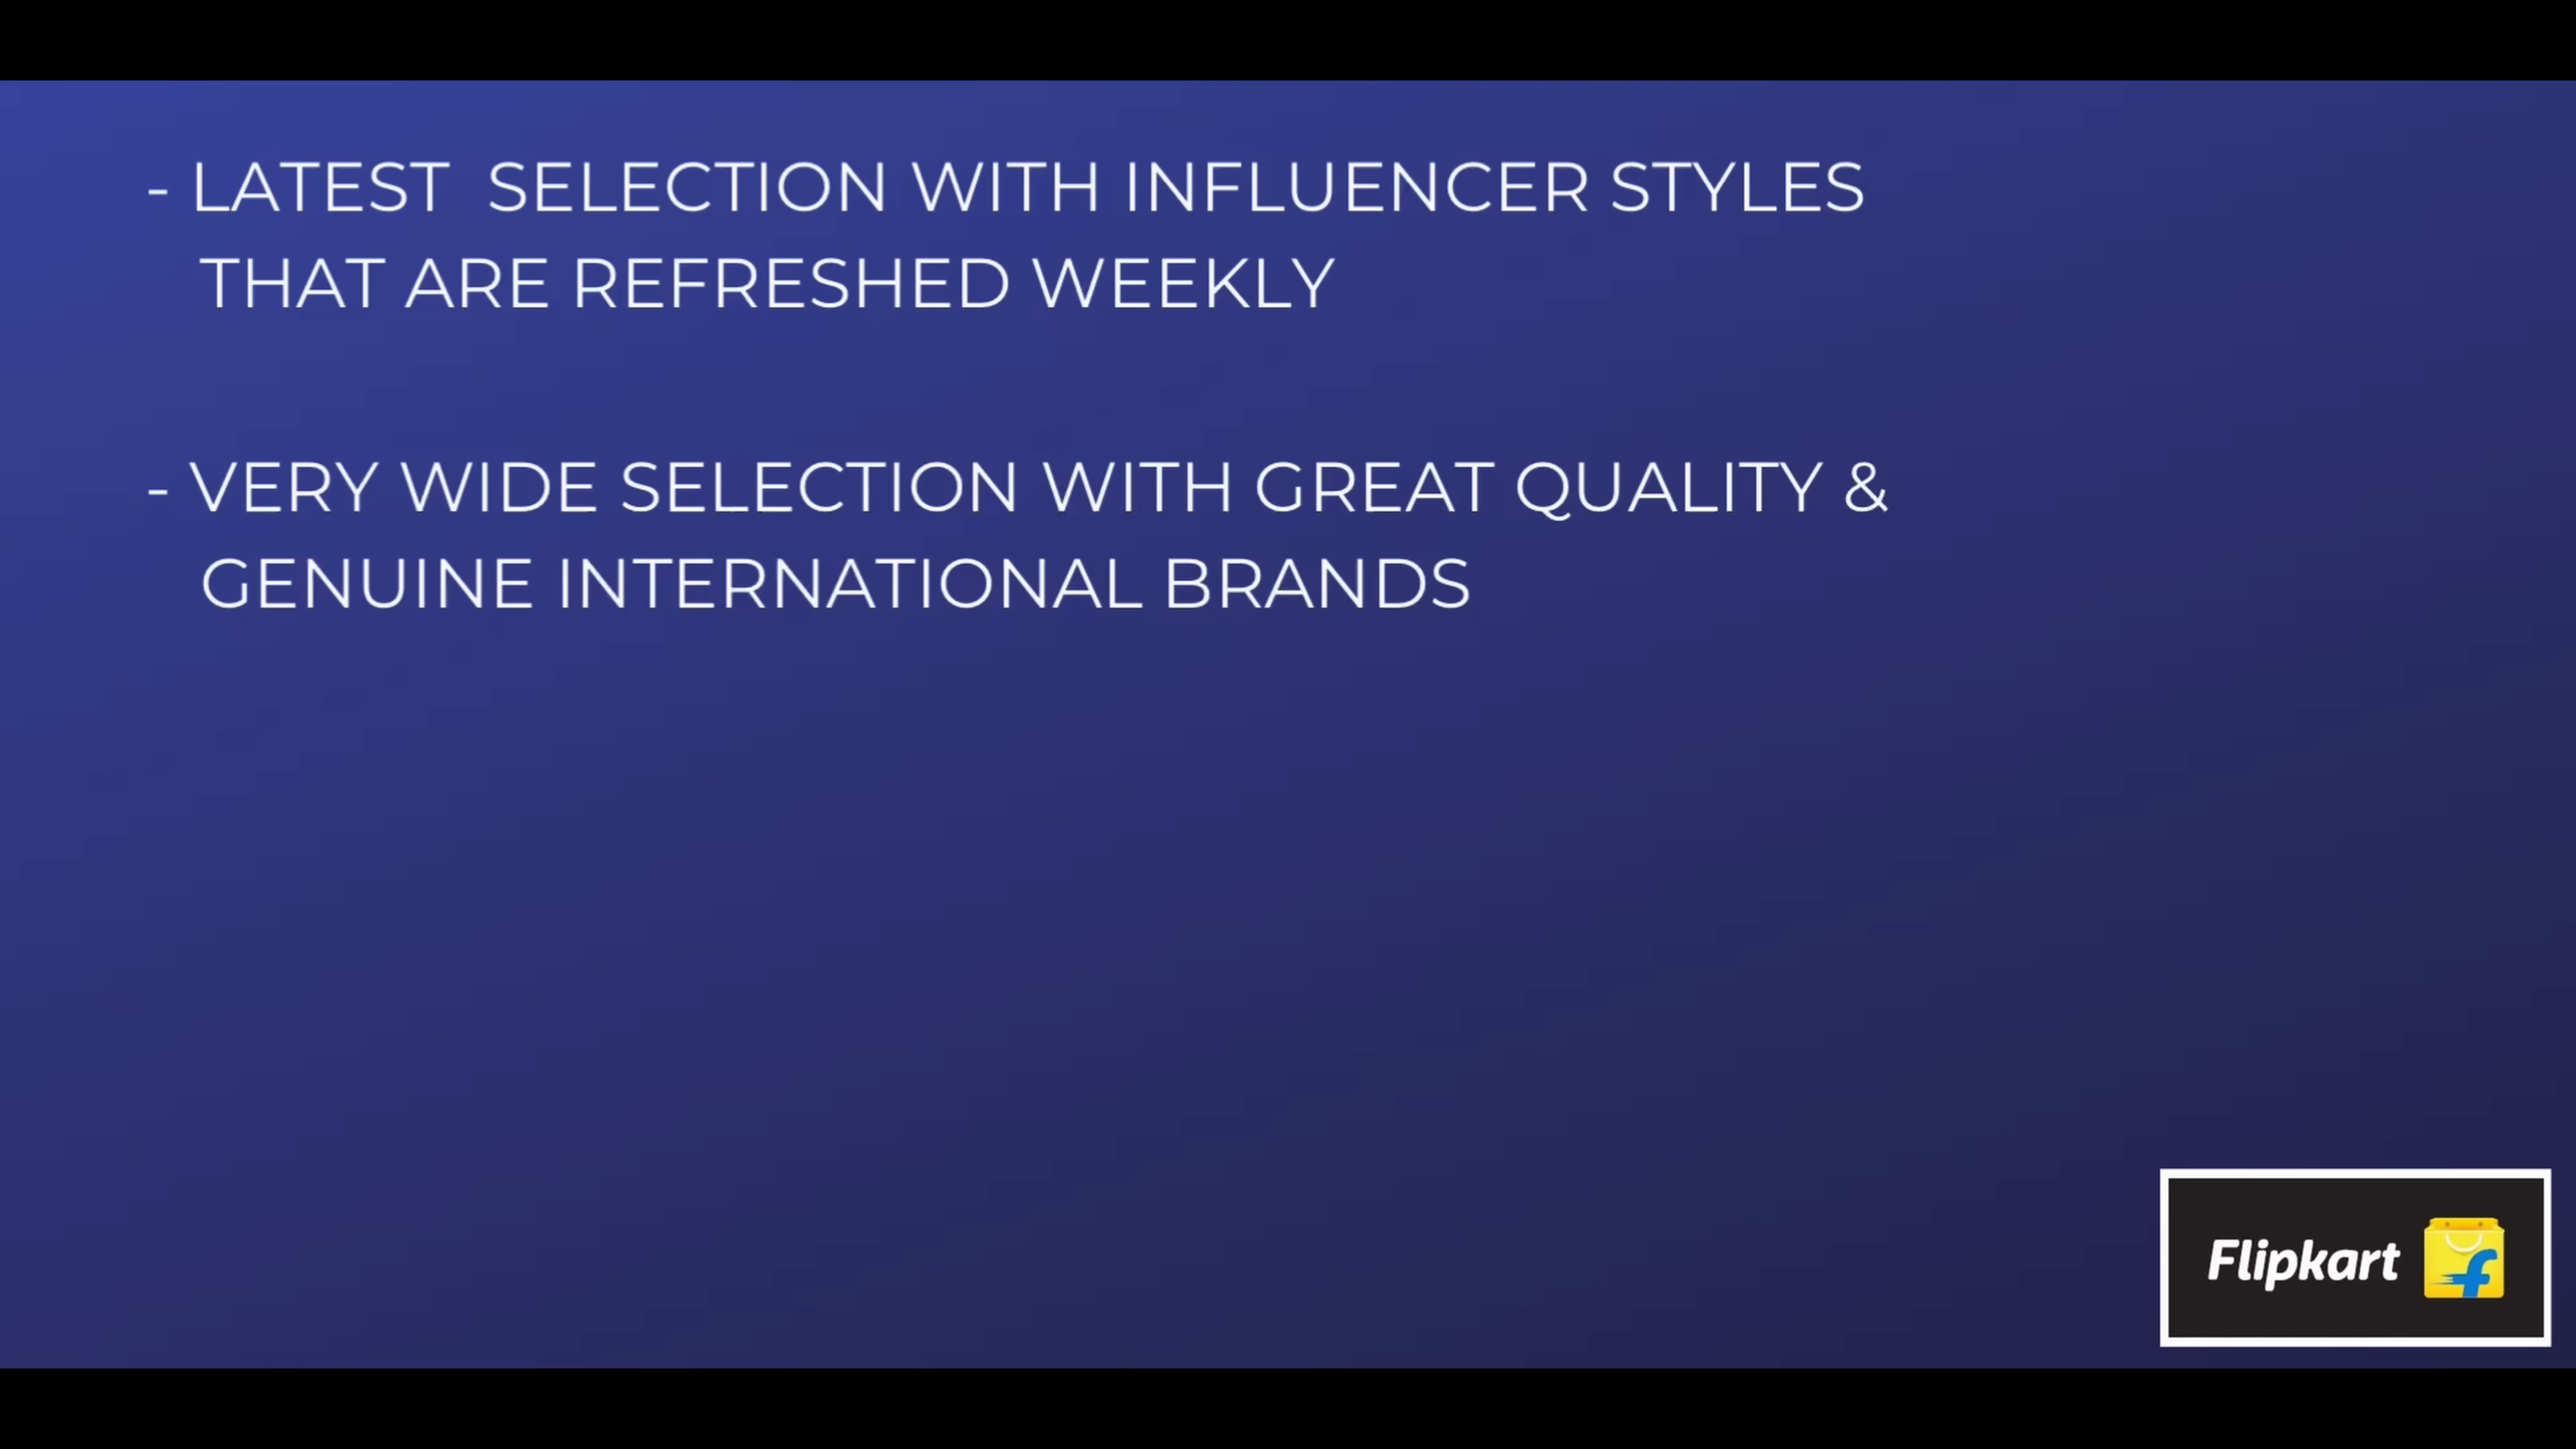 - LATEST  SELECTION WITH INFLUENCER STYLES
THAT ARE REFRESHED WEEKLY
- VERY WIDE SELECTION WITH GREAT QUALITY &
GENUINE INTERNATIONAL BRANDS
Flipkart